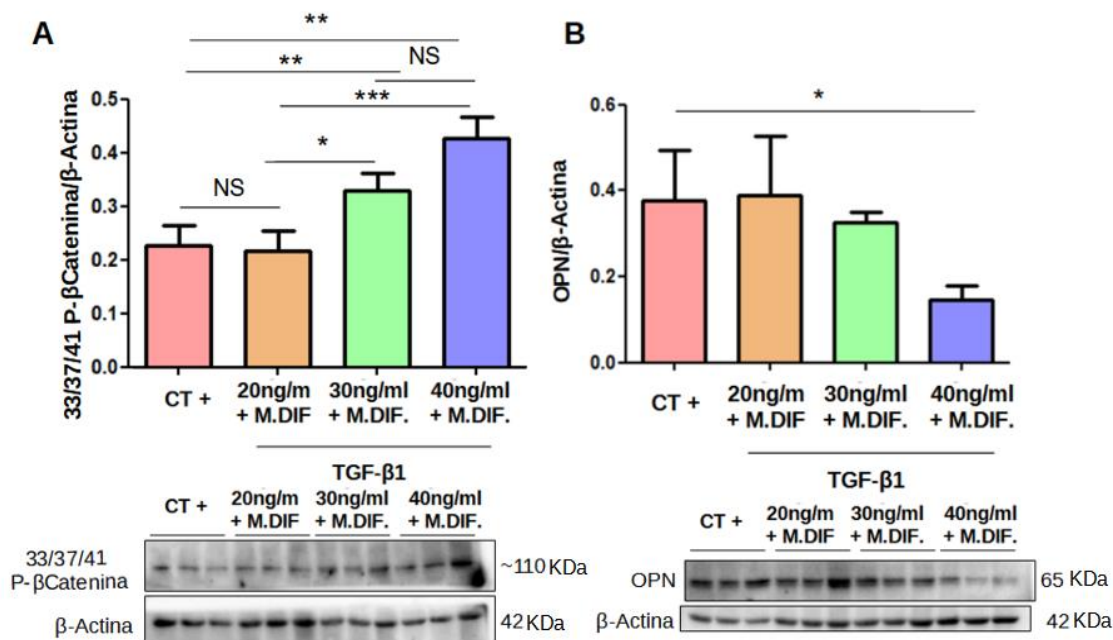 A
**
**
NS
***
*
NS
33/37/41 P-βCatenina/β-Actina
0.5
0.4
0.3
0.2
0.1
0.0
CT +
20ng/m
+ M.DIF
30ng/ml
+ M.DIF.
40ng/ml
+ M.DIF.
TGF-β1
CT +
20ng/m
+ M.DIF
30ng/ml
+ M.DIF.
40ng/ml
+ M.DIF.
33/37/41
P-βCatenina
~110 KDa
β-Actina
42 KDa
B
*
OPN/β-Actina
0.6
0.4
0.2
0.0
CT +
20ng/m
+ M.DIF
30ng/ml
+ M.DIF.
40ng/ml
+ M.DIF.
TGF-β1
CT +
20ng/ml
+ M.DIF
30ng/ml
+ M.DIF.
40ng/ml
+ M.DIF.
OPN
65 KDa
β-Actina
42 KDa